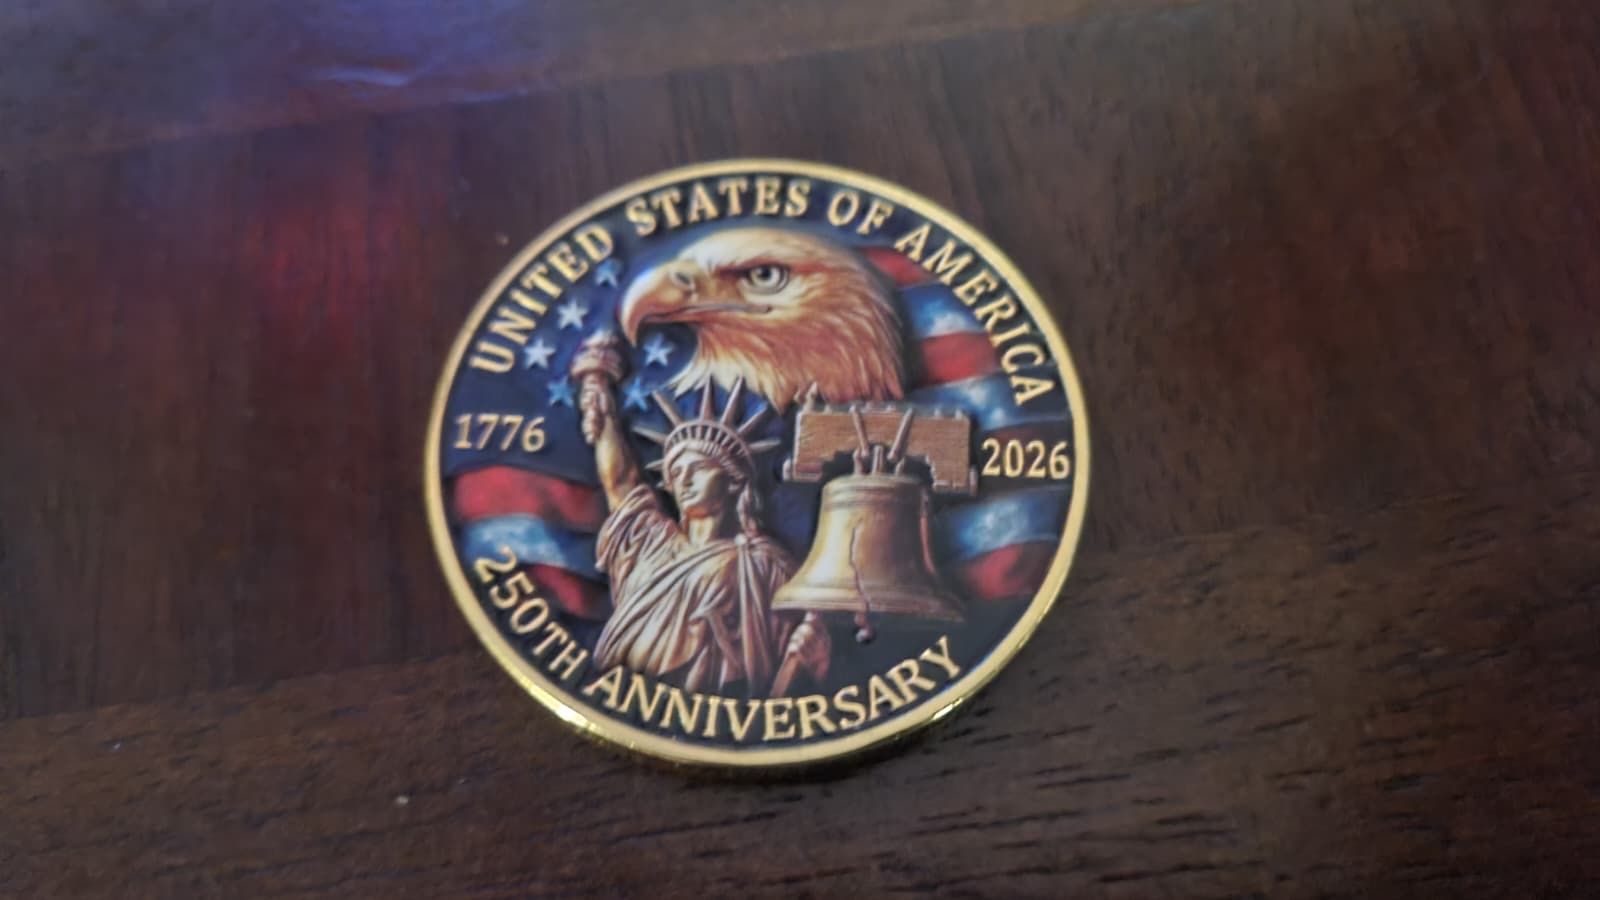 UNITED STATES OF AMERICA
1776
2026
250TH ANNIVERSARY